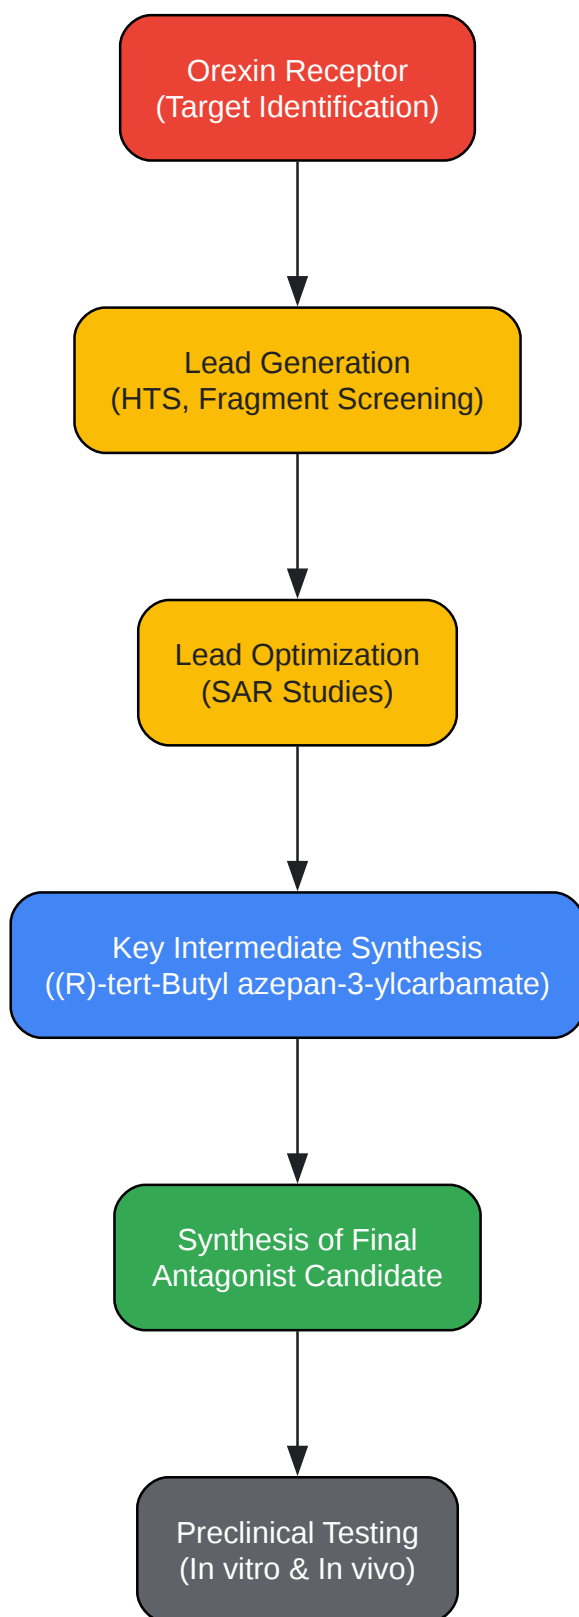 Orexin Receptor
(Target Identification)
Lead Generation
(HTS, Fragment Screening)
Lead Optimization
(SAR Studies)
Key Intermediate Synthesis
((R)-tert-Butyl azepan-3-ylcarbamate)
Synthesis of Final
Antagonist Candidate
Preclinical Testing
(In vitro & In vivo)